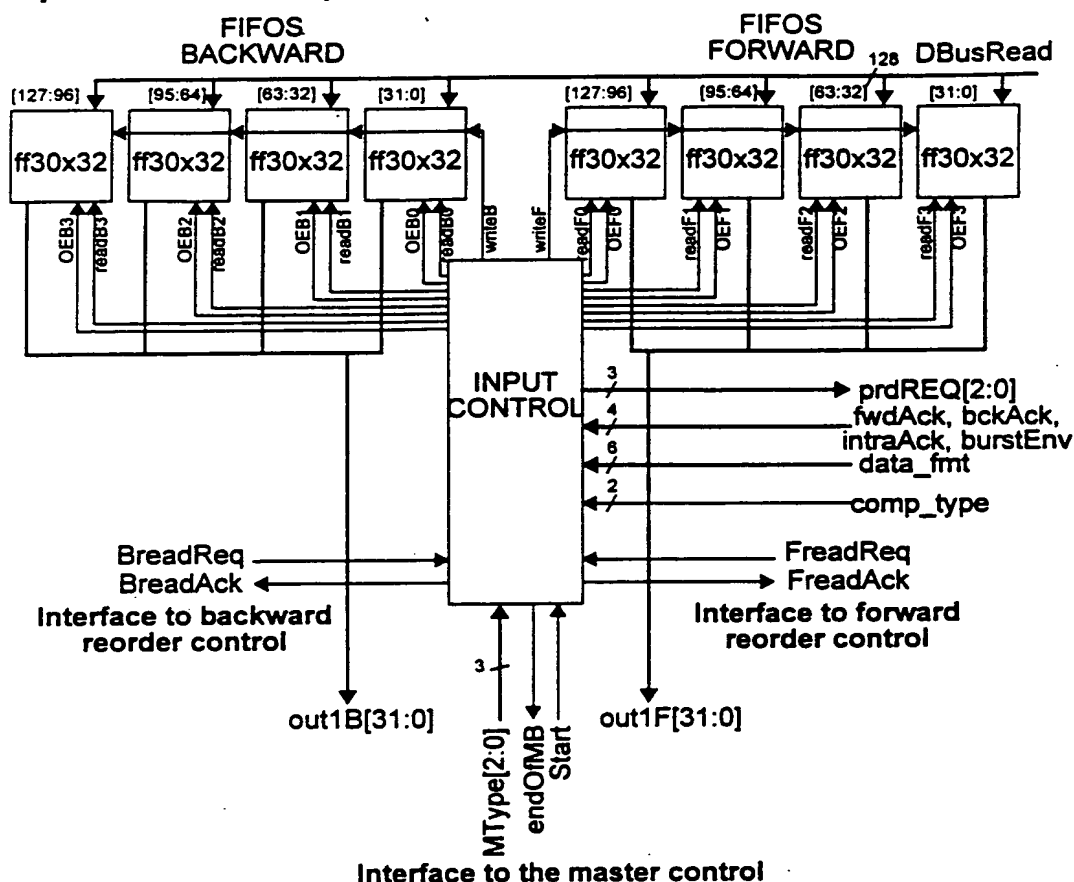 FIFOS
BACKWARD
FIFOS
FORWARD
128
DBusRead
[127:96]
[95:64]
[63:32]
[31:0]
[127:96]
[95:64]
[63:32]
[31:0]
ff30x32
ff30x32
ff30x32
ff30x32
ff30x32
ff30x32
ff30x32
ff30x32
OEB3
readB3
OEB2
readB2
OEB1
readB1
OEB0
readB0
writeB
writeF
readF0
OEF0
readF1
OEF1
readF2
OEF2
readF3
OEF3
INPUT
CONTROL
3
prdREQ[2:0]
4
fwdAck, bckAck,
intraAck, burstEnv
6
data_fmt
2
comp_type
BreadReq
BreadAck
FreadReq
FreadAck
Interface to backward
reorder control
Interface to forward
reorder control
3
out1B[31:0]
out1F[31:0]
MType[2:0]
endOfMB
Start
Interface to the master control